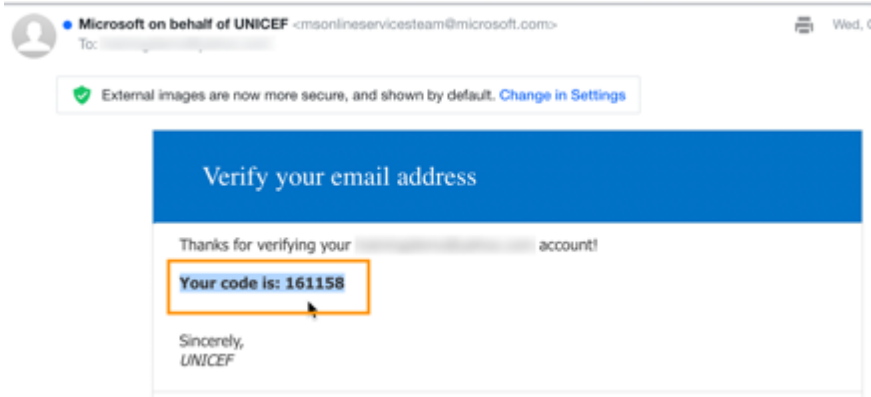 Microsoft on behalf of UNICEF <msonlineservicesteam@microsoft.com>
Wed,
To:
External images are now more secure, and shown by default. Change in Settings
Verify your email address
Thanks for verifying your account!
Your code is: 161158
Sincerely,
UNICEF